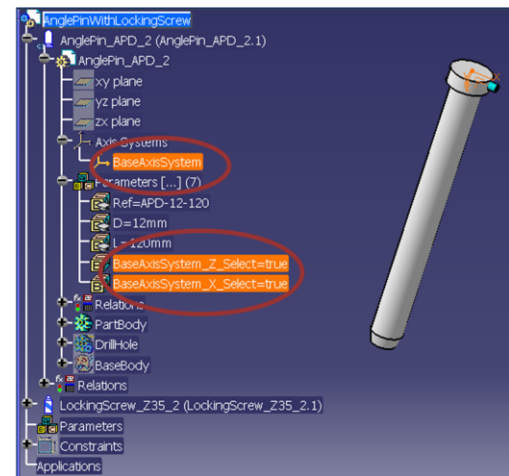 AnglePinWithLockingScrew
AnglePin_APD_2 (AnglePin_APD_2.1)
AnglePin_APD_2
xy plane
yz plane
zx plane
Axis Systems
BaseAxisSystem
Parameters [...] (7)
Ref=APD-12-120
D=12mm
L=120mm
BaseAxisSystem_Z_Select=true
BaseAxisSystem_X_Select=true
Relations
PartBody
DrillHole
BaseBody
Relations
LockingScrew_Z35_2 (LockingScrew_Z35_2.1)
Parameters
Constraints
Applications